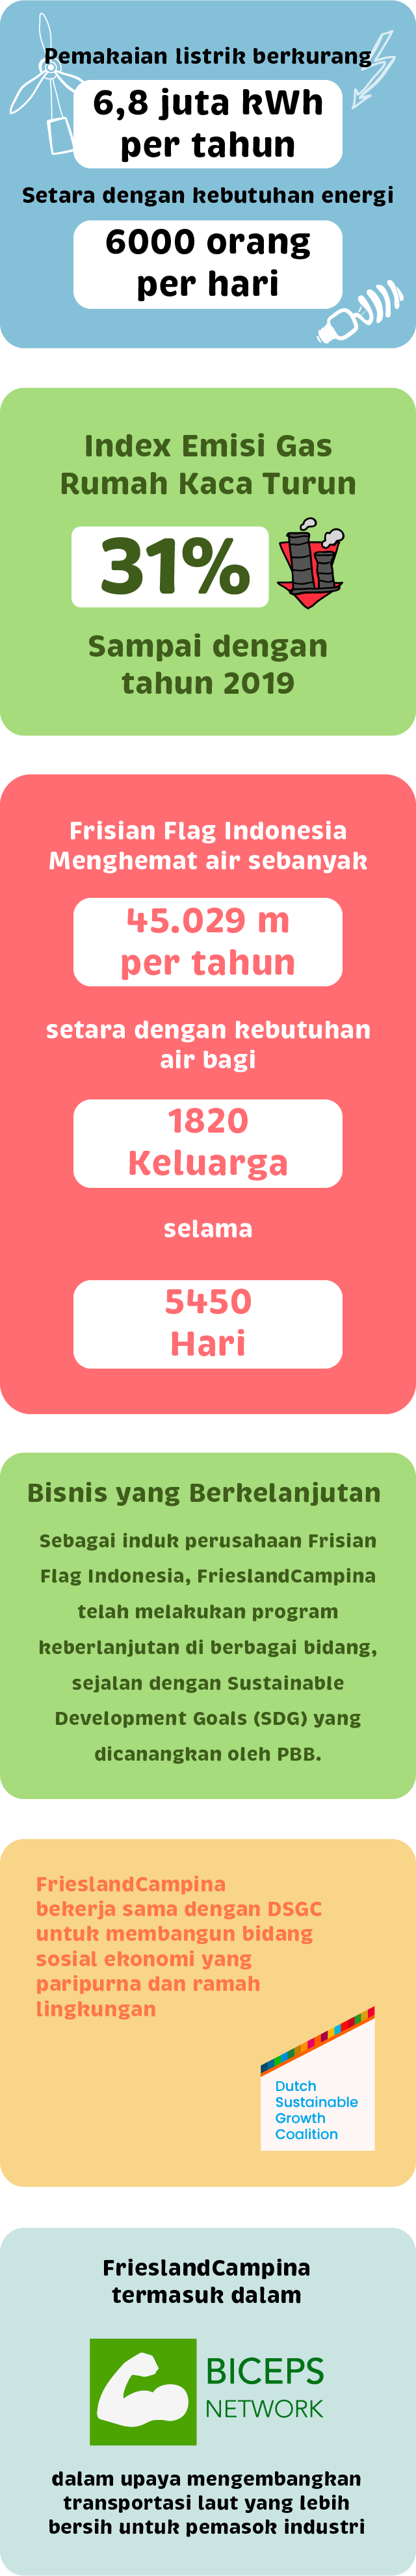 Pemakaian listrik berkurang
6,8 juta kWh
per tahun
Setara dengan kebutuhan energi
6000 orang
per hari
Index Emisi Gas
Rumah Kaca Turun
31%
Sampai dengan
tahun 2019
Frisian Flag Indonesia
Menghemat air sebanyak
45.029 m
per tahun
setara dengan kebutuhan
air bagi
1820
Keluarga
selama
5450
Hari
Bisnis yang Berkelanjutan
Sebagai induk perusahaan Frisian
Flag Indonesia, FrieslandCampina
telah melakukan program
keberlanjutan di berbagai bidang,
sejalan dengan Sustainable
Development Goals (SDG) yang
dicanangkan oleh PBB.
FrieslandCampina
bekerja sama dengan DSGC
untuk membangun bidang
sosial ekonomi yang
paripurna dan ramah
lingkungan
Dutch
Sustainable
Growth
Coalition
FrieslandCampina
termasuk dalam
BICEPS
NETWORK
dalam upaya mengembangkan
transportasi laut yang lebih
bersih untuk pemasok industri